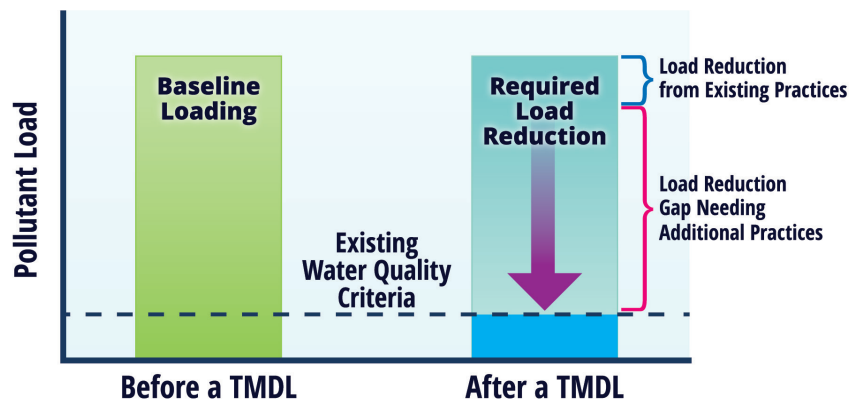 Pollutant Load
Baseline
Loading
Required
Load
Reduction
Load Reduction
from Existing Practices
Load Reduction
Gap Needing
Additional Practices
Existing
Water Quality
Criteria
Before a TMDL
After a TMDL